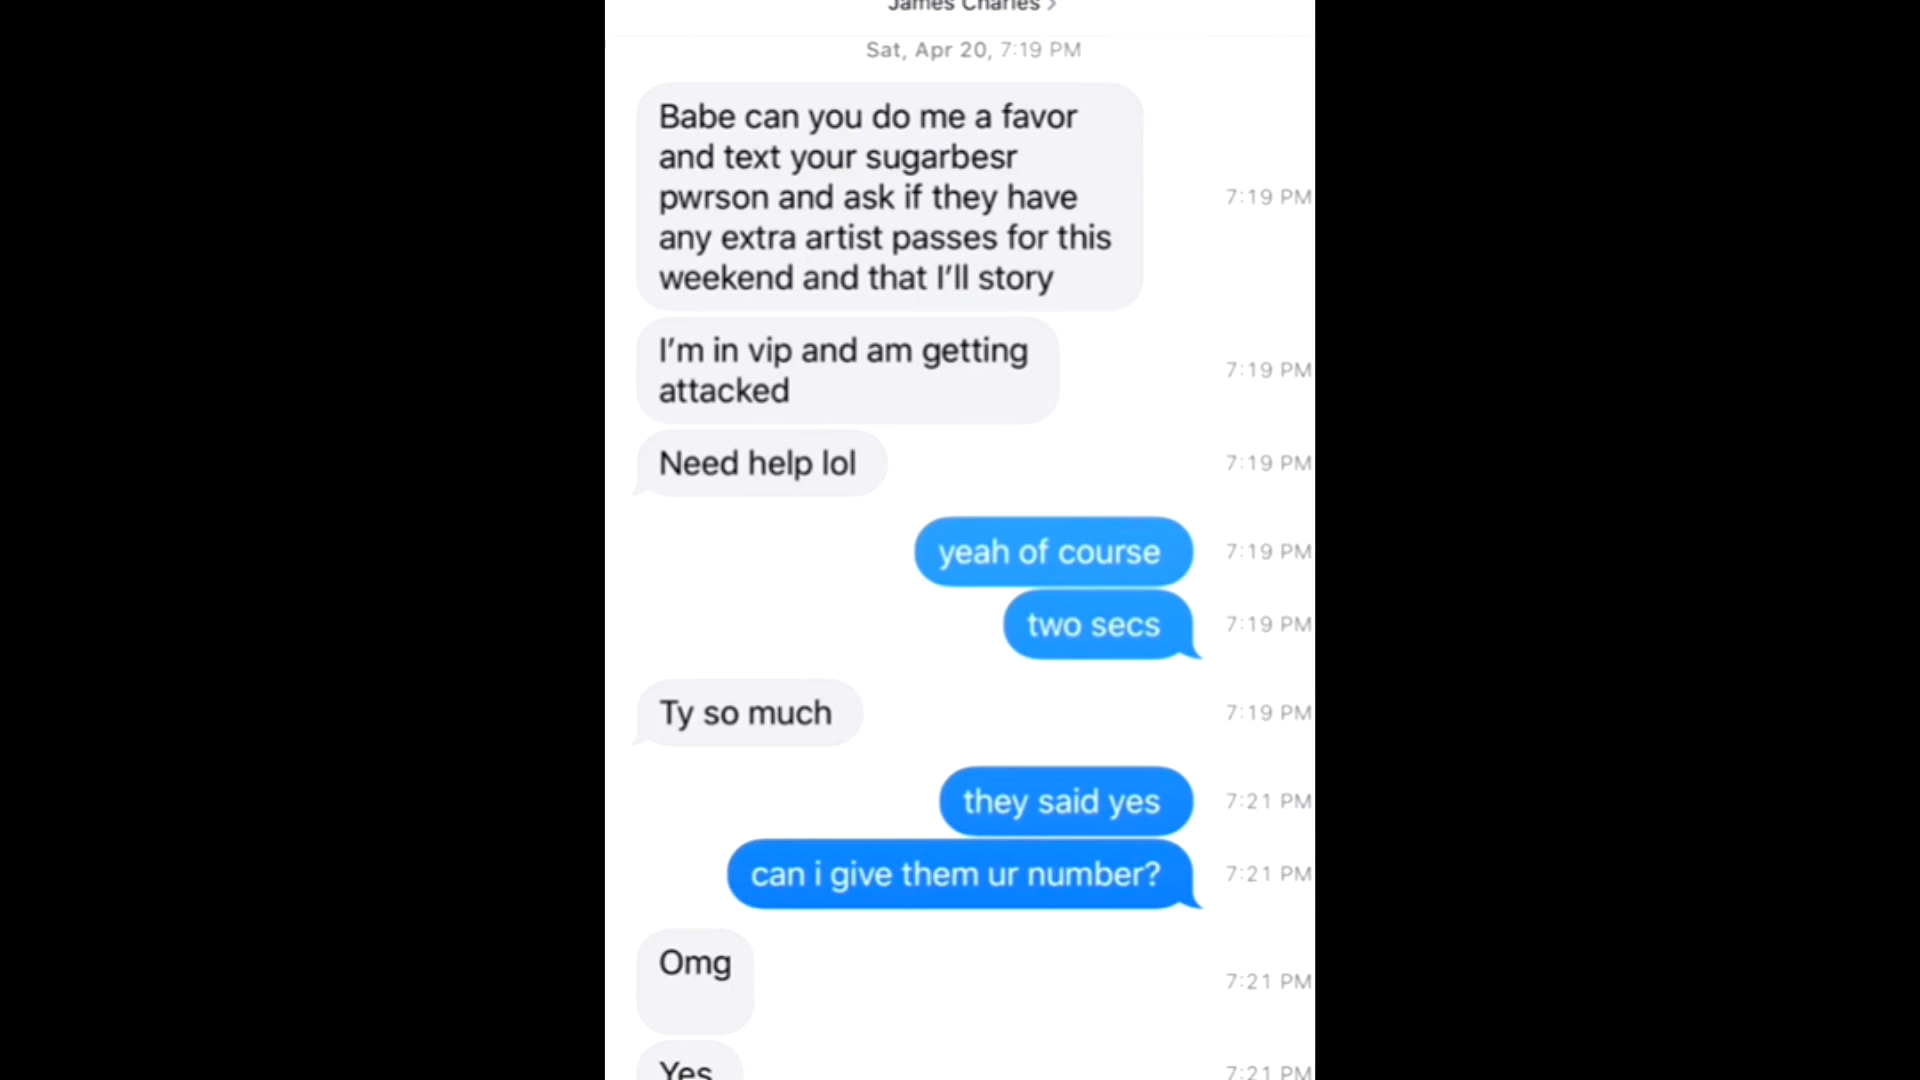 James Charles >
Sat, Apr 20, 7:19 PM
Babe can you do me a favor
and text your sugarbesr
pwrson and ask if they have
any extra artist passes for this
weekend and that I’ll story
7:19 PM
I’m in vip and am getting
attacked
7:19 PM
Need help lol
7:19 PM
yeah of course
7:19 PM
two secs
7:19 PM
Ty so much
7:19 PM
they said yes
7:21 PM
can i give them ur number?
7:21 PM
Omg
7:21 PM
Yes
7:21 PM